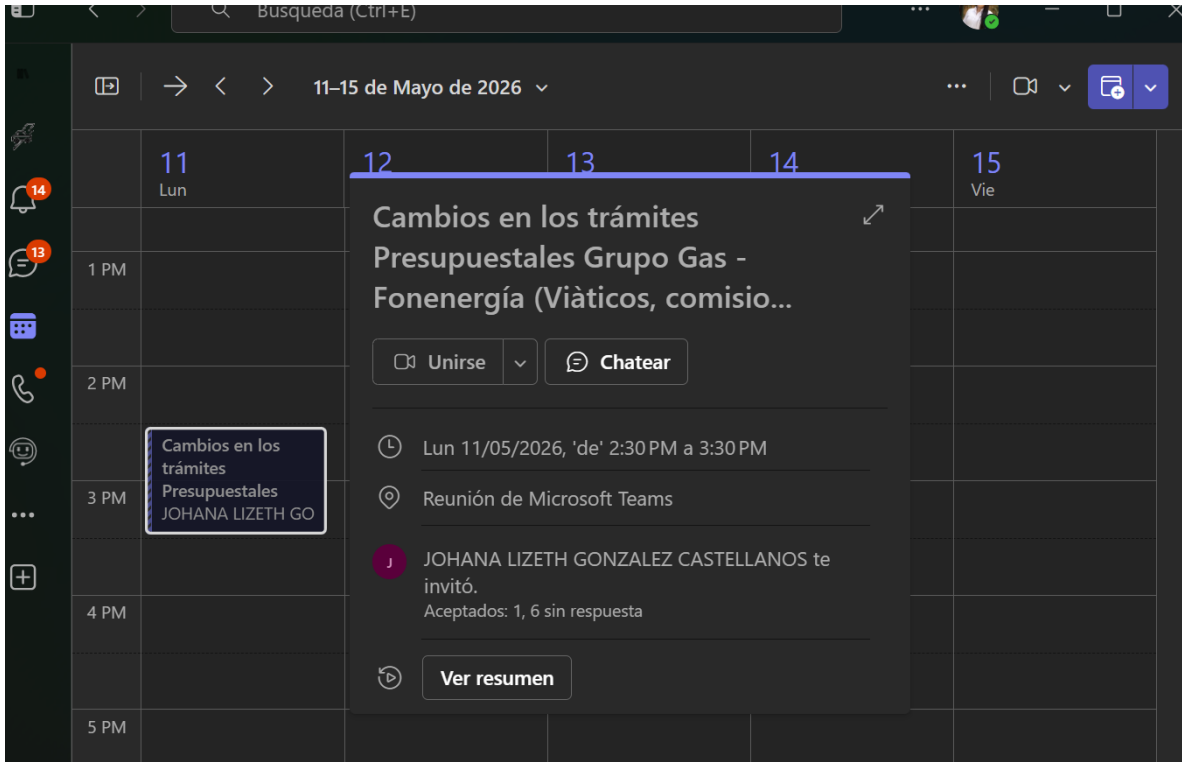 Búsqueda (Ctrl+E)
11–15 de Mayo de 2026
11
Lun
12
13
14
15
Vie
14
13
1 PM
2 PM
3 PM
4 PM
5 PM
Cambios en los
trámites
Presupuestales
JOHANA LIZETH GO
Cambios en los trámites
Presupuestales Grupo Gas -
Fonenergía (Viàticos, comisio...
Unirse
Chatear
Lun 11/05/2026, 'de' 2:30 PM a 3:30 PM
Reunión de Microsoft Teams
J
JOHANA LIZETH GONZALEZ CASTELLANOS te
invitó.
Aceptados: 1, 6 sin respuesta
Ver resumen